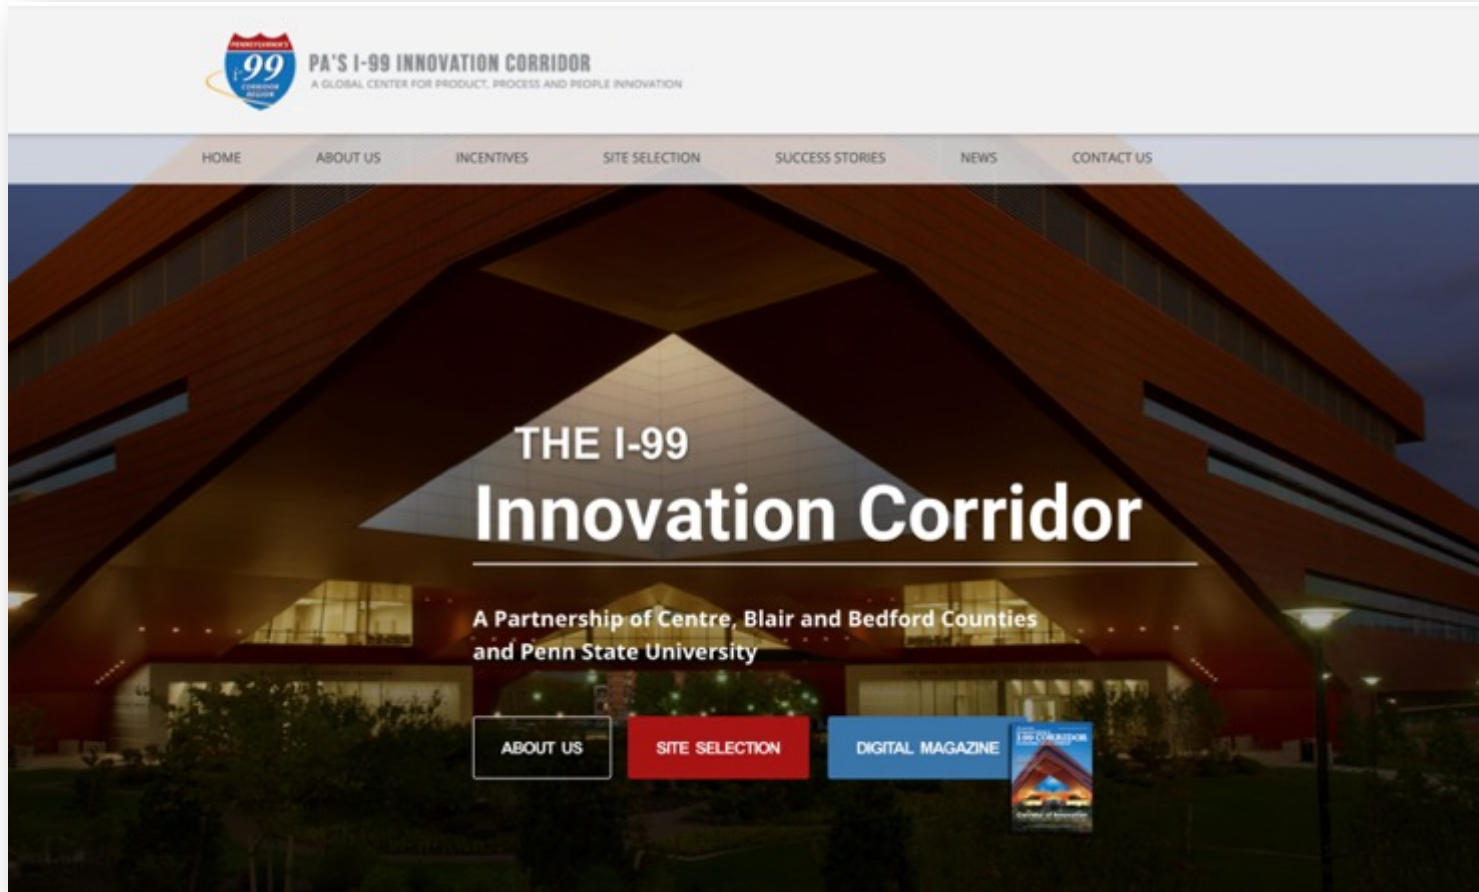 PENNSYLVANIA'S
i-99
CORRIDOR
REGION
PA'S I-99 INNOVATION CORRIDOR
A GLOBAL CENTER FOR PRODUCT, PROCESS AND PEOPLE INNOVATION
HOME ABOUT US INCENTIVES SITE SELECTION SUCCESS STORIES NEWS CONTACT US
THE I-99
Innovation Corridor
A Partnership of Centre, Blair and Bedford Counties
and Penn State University
ABOUT US SITE SELECTION DIGITAL MAGAZINE
I-99 CORRIDOR